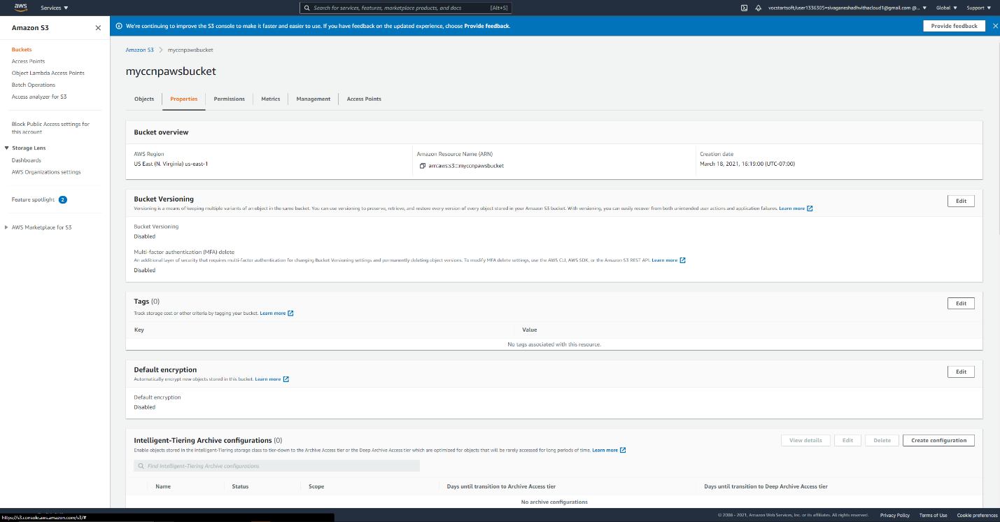 aws
Services ▼
Search for services, features, marketplace products, and docs [Alt+S]
vocstartsoft/user1336305=sivaganeshadhvithacloud1@gmail.com @... ▼
Global ▼
Support ▼
Amazon S3
We're continuing to improve the S3 console to make it faster and easier to use. If you have feedback on the updated experience, choose Provide feedback.
Provide feedback
Buckets
Access Points
Object Lambda Access Points
Batch Operations
Access analyzer for S3
Block Public Access settings for
this account
Storage Lens
Dashboards
AWS Organizations settings
Feature spotlight 2
AWS Marketplace for S3
Amazon S3 > myccnpawsbucket
myccnpawsbucket
Objects Properties Permissions Metrics Management Access Points
Bucket overview
AWS Region
US East (N. Virginia) us-east-1
Amazon Resource Name (ARN)
arn:aws:s3:::myccnpawsbucket
Creation date
March 18, 2021, 16:19:00 (UTC-07:00)
Bucket Versioning
Edit
Versioning is a means of keeping multiple variants of an object in the same bucket. You can use versioning to preserve, retrieve, and restore every version of every object stored in your Amazon S3 bucket. With versioning, you can easily recover from both unintended user actions and application failures. Learn more
Bucket Versioning
Disabled
Multi-factor authentication (MFA) delete
An additional layer of security that requires multi-factor authentication for changing Bucket Versioning settings and permanently deleting object versions. To modify MFA delete settings, use the AWS CLI, AWS SDK, or the Amazon S3 REST API. Learn more
Disabled
Tags (0)
Edit
Track storage cost or other criteria by tagging your bucket. Learn more
Key Value
No tags associated with this resource.
Default encryption
Edit
Automatically encrypt new objects stored in this bucket. Learn more
Default encryption
Disabled
Intelligent-Tiering Archive configurations (0)
View details Edit Delete Create configuration
Enable objects stored in the Intelligent-Tiering storage class to tier-down to the Archive Access tier or the Deep Archive Access tier which are optimized for objects that will be rarely accessed for long periods of time. Learn more
Find Intelligent-Tiering Archive configurations
Name Status Scope Days until transition to Archive Access tier Days until transition to Deep Archive Access tier
No archive configurations
https://s3.console.aws.amazon.com/s3/#
© 2008 - 2021, Amazon Web Services, Inc. or its affiliates. All rights reserved. Privacy Policy Terms of Use Cookie preferences